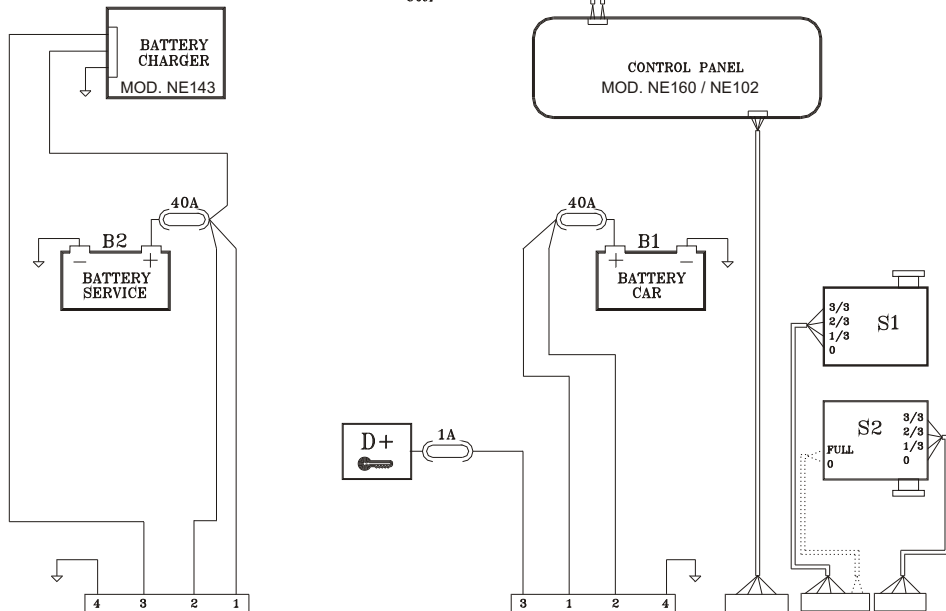 BATTERY
CHARGER
MOD. NE143
CONTROL PANEL
MOD. NE160 / NE102
40A
B2
− +
BATTERY
SERVICE
40A
B1
+ −
BATTERY
CAR
3/3
2/3
1/3
0
S1
S2
3/3
2/3
1/3
0
FULL
0
D+
1A
4 3 2 1
3 1 2 4